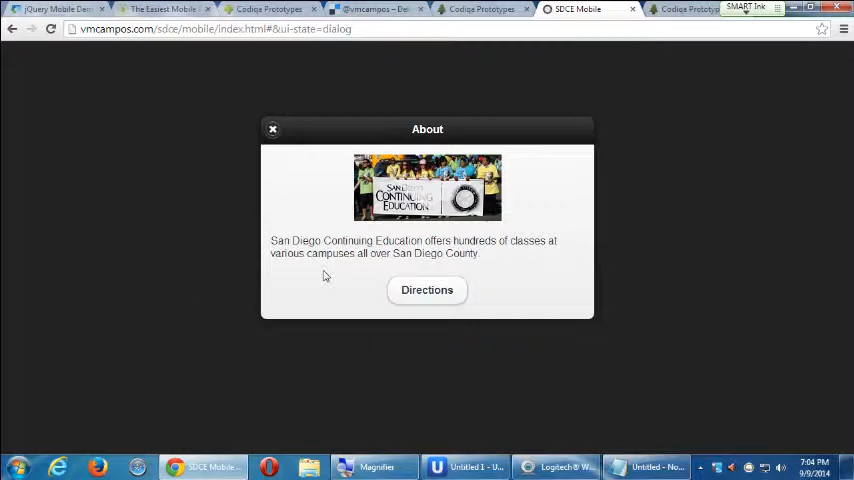 jQuery Mobile Dem
The Easiest Mobile
Codiqa Prototypes
@vmcampos – Del
Codiqa Prototypes
SDCE Mobile
Codiqa Protot
SMART Ink
vmcampos.com/sdce/mobile/index.html#&ui-state=dialog
About
SAN DIEGO
CONTINUING
EDUCATION
San Diego Continuing Education offers hundreds of classes at
various campuses all over San Diego County.
Directions
SDCE Mobile...
Magnifier
Untitled 1 - U...
Logitech® W...
Untitled - No...
7:04 PM
9/9/2014